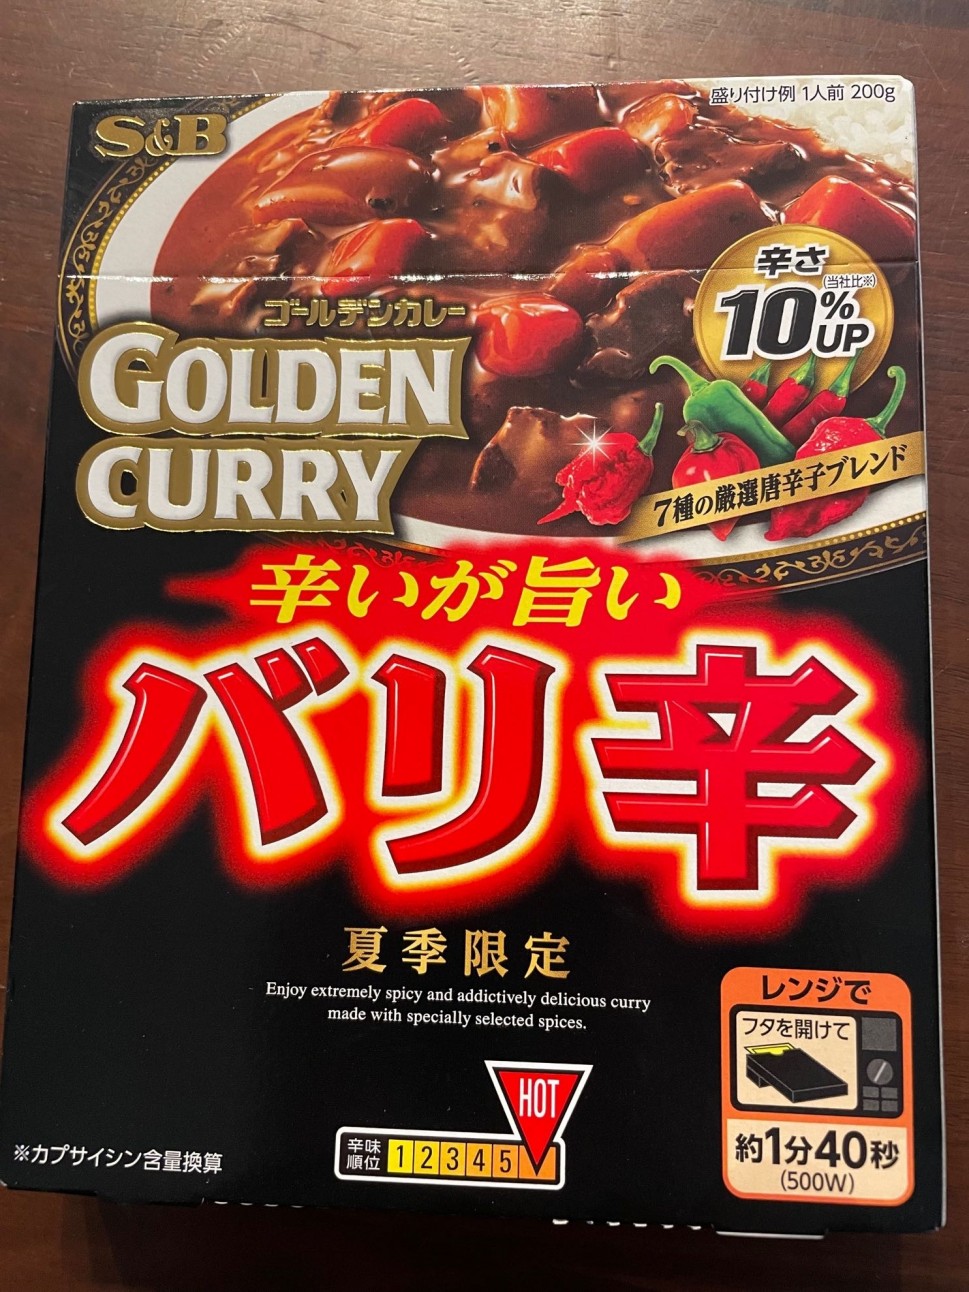 盛り付け例 1人前 200g
S&B
辛さ
(当社比※)
10%UP
ゴールデンカレー
GOLDEN
CURRY
7種の厳選唐辛子ブレンド
辛いが旨い
バリ辛
夏季限定
Enjoy extremely spicy and addictively delicious curry
made with specially selected spices.
レンジで
フタを開けて
約1分40秒
(500W)
HOT
辛味
順位
1 2 3 4 5
※カプサイシン含量換算